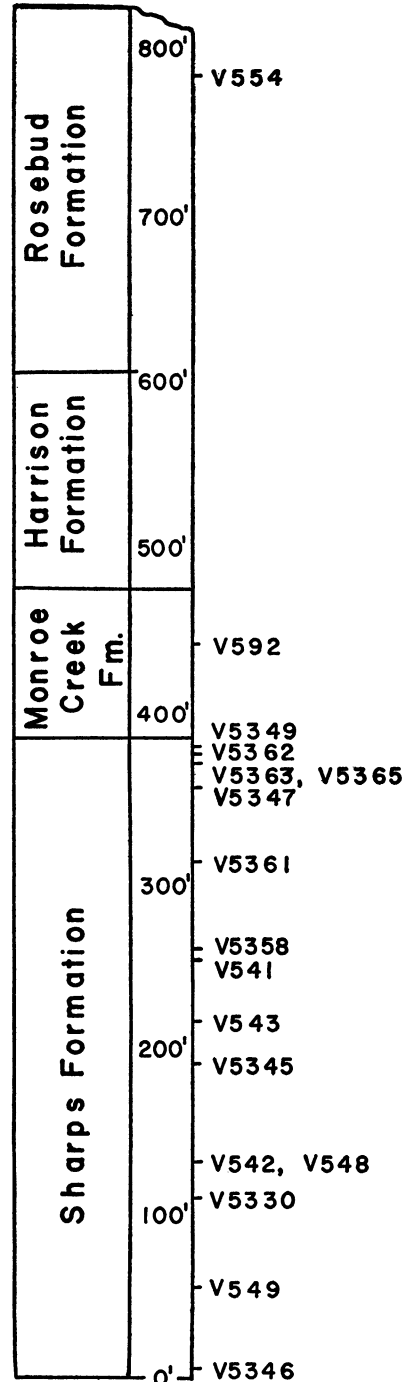 Rosebud
Formation
Harrison
Formation
Monroe
Creek
Fm.
Sharps Formation
800'
700'
600'
500'
400'
300'
200'
100'
0'
V554
V592
V5349
V5362
V5363, V5365
V5347
V5361
V5358
V541
V543
V5345
V542, V548
V5330
V549
V5346